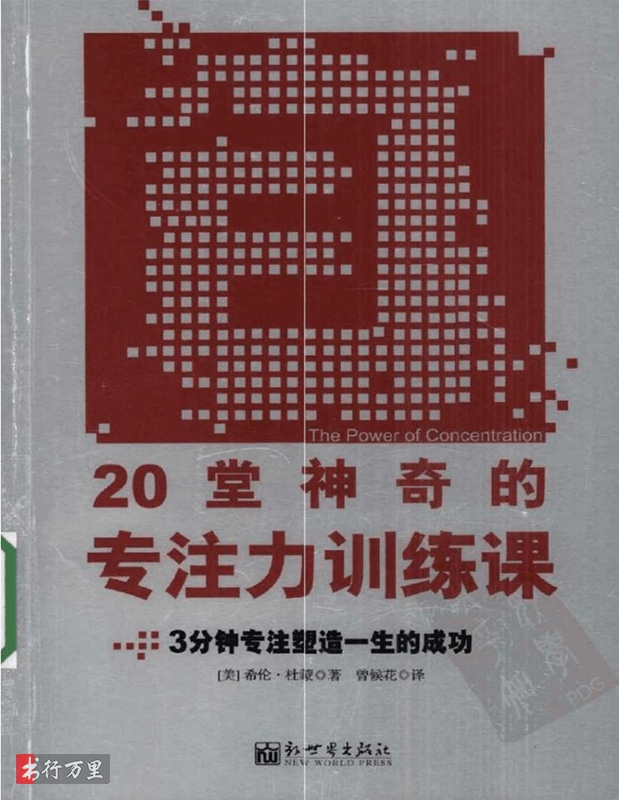 The Power of Concentration
20堂神奇的
专注力训练课
3分钟专注塑造一生的成功
[美]希伦·杜蒙◎著 曾候花◎译
新世界出版社
NEW WORLD PRESS
书行万里
PDG